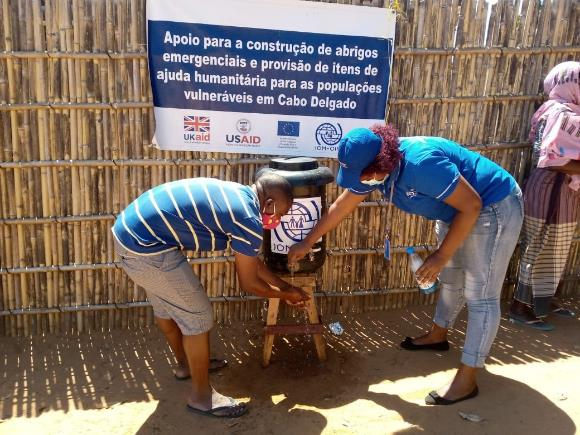 Apoio para a construção de abrigos
emergenciais e provisão de itens de
ajuda humanitária para as populações
vulneráveis em Cabo Delgado
UKaid
USAID
IOM•OIM
IOM